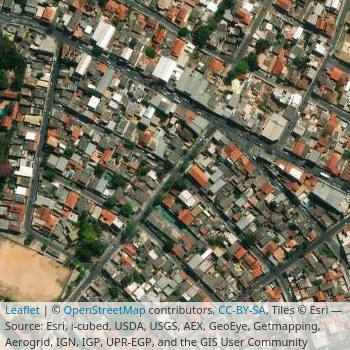 Leaflet | © OpenStreetMap contributors, CC-BY-SA, Tiles © Esri —
Source: Esri, i-cubed, USDA, USGS, AEX, GeoEye, Getmapping,
Aerogrid, IGN, IGP, UPR-EGP, and the GIS User Community